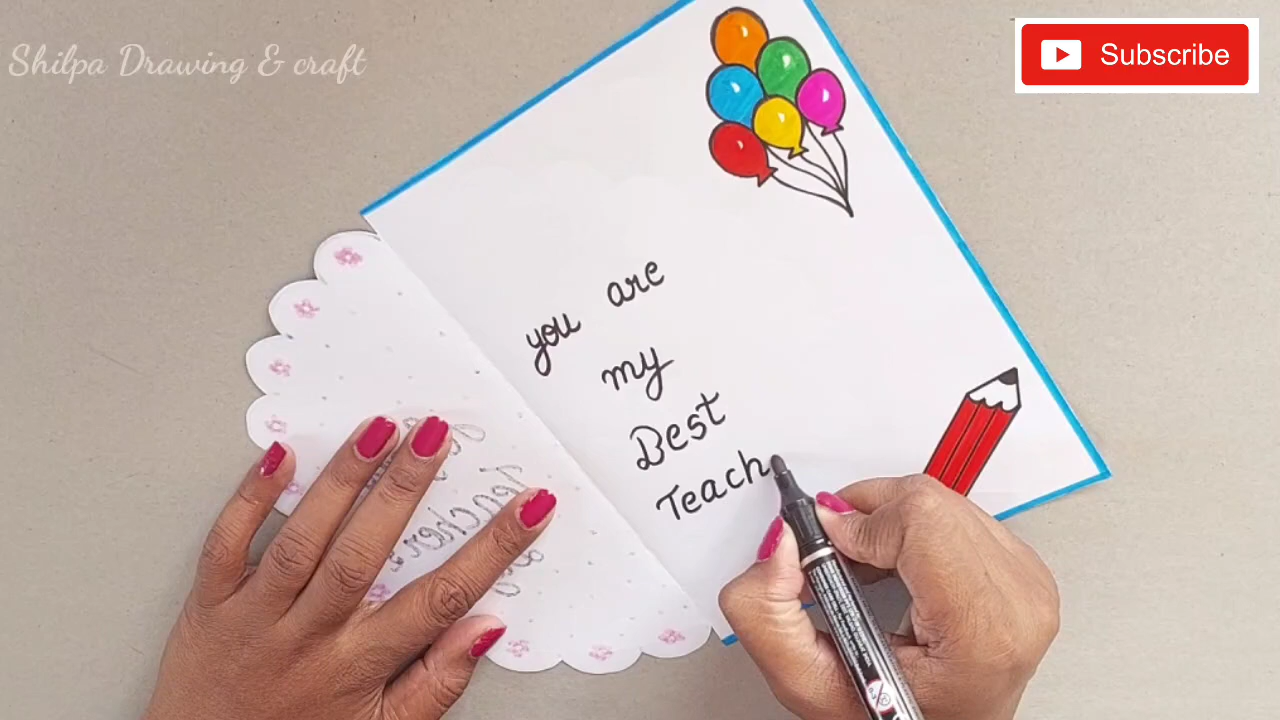 Shilpa Drawing & craft
Subscribe
you are
my
Best
Teach